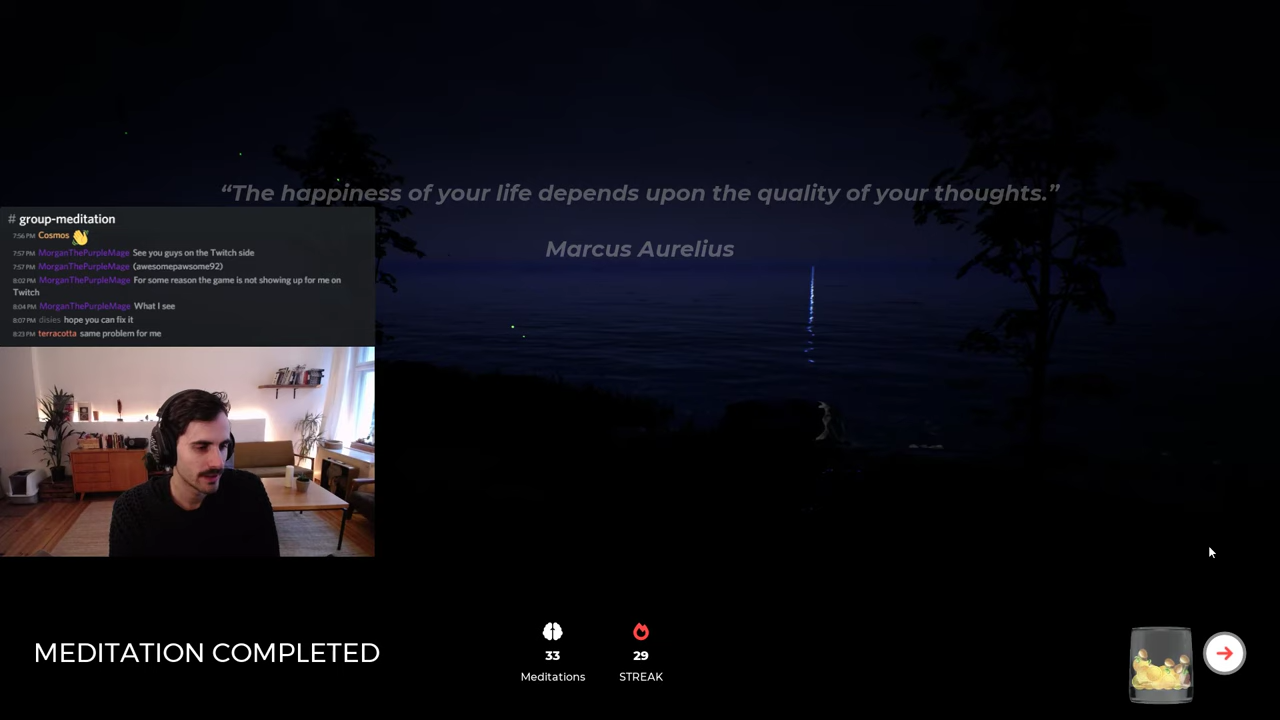 “The happiness of your life depends upon the quality of your thoughts.”
Marcus Aurelius
# group-meditation
7:56 PM Cosmos 👋
7:57 PM MorganThePurpleMage See you guys on the Twitch side
7:57 PM MorganThePurpleMage (awesomepawsome92)
8:02 PM MorganThePurpleMage For some reason the game is not showing up for me on
Twitch
8:04 PM MorganThePurpleMage What I see
8:07 PM disies hope you can fix it
8:23 PM terracotta same problem for me
MEDITATION COMPLETED
33
Meditations
29
STREAK